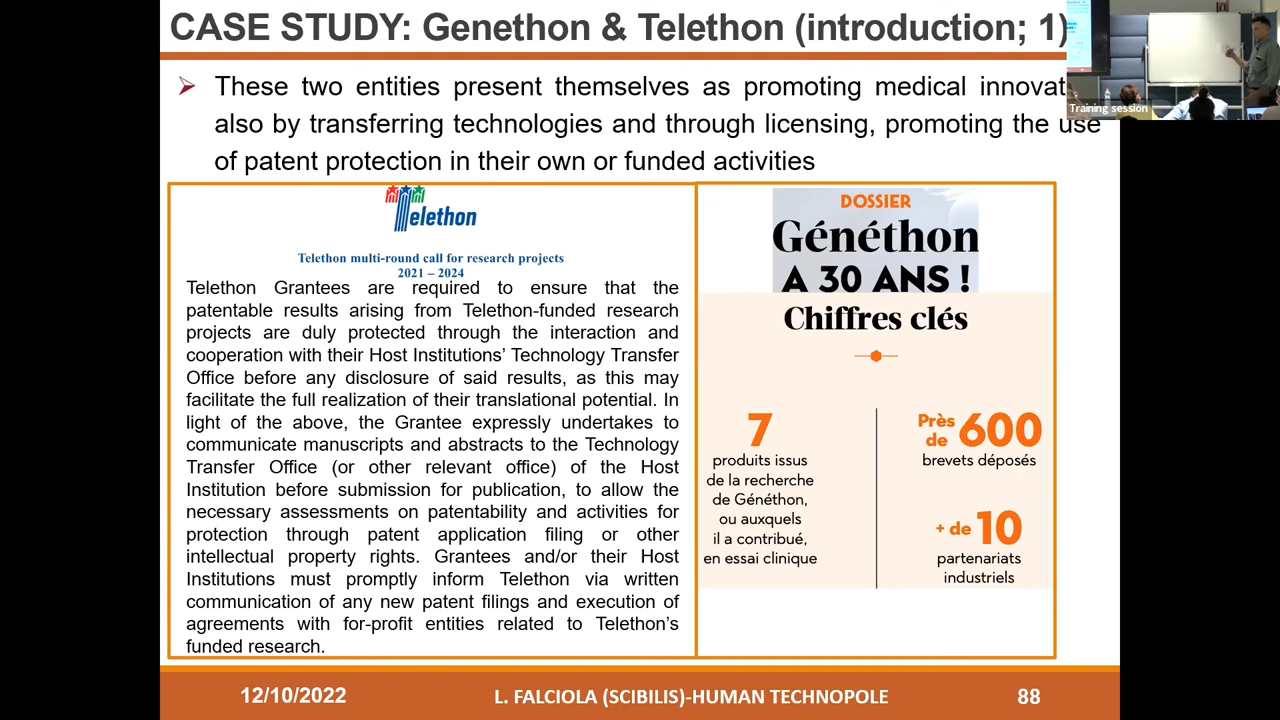 CASE STUDY: Genethon & Telethon (introduction; 1)
These two entities present themselves as promoting medical innovat
also by transferring technologies and through licensing, promoting the use
of patent protection in their own or funded activities
Training session
Telethon
Telethon multi-round call for research projects
2021 – 2024
Telethon Grantees are required to ensure that the
patentable results arising from Telethon-funded research
projects are duly protected through the interaction and
cooperation with their Host Institutions’ Technology Transfer
Office before any disclosure of said results, as this may
facilitate the full realization of their translational potential. In
light of the above, the Grantee expressly undertakes to
communicate manuscripts and abstracts to the Technology
Transfer Office (or other relevant office) of the Host
Institution before submission for publication, to allow the
necessary assessments on patentability and activities for
protection through patent application filing or other
intellectual property rights. Grantees and/or their Host
Institutions must promptly inform Telethon via written
communication of any new patent filings and execution of
agreements with for-profit entities related to Telethon’s
funded research.
DOSSIER
Généthon
A 30 ANS !
Chiffres clés
7
produits issus
de la recherche
de Généthon,
ou auxquels
il a contribué,
en essai clinique
Près de 600
brevets déposés
+ de 10
partenariats
industriels
12/10/2022
L. FALCIOLA (SCIBILIS)-HUMAN TECHNOPOLE
88